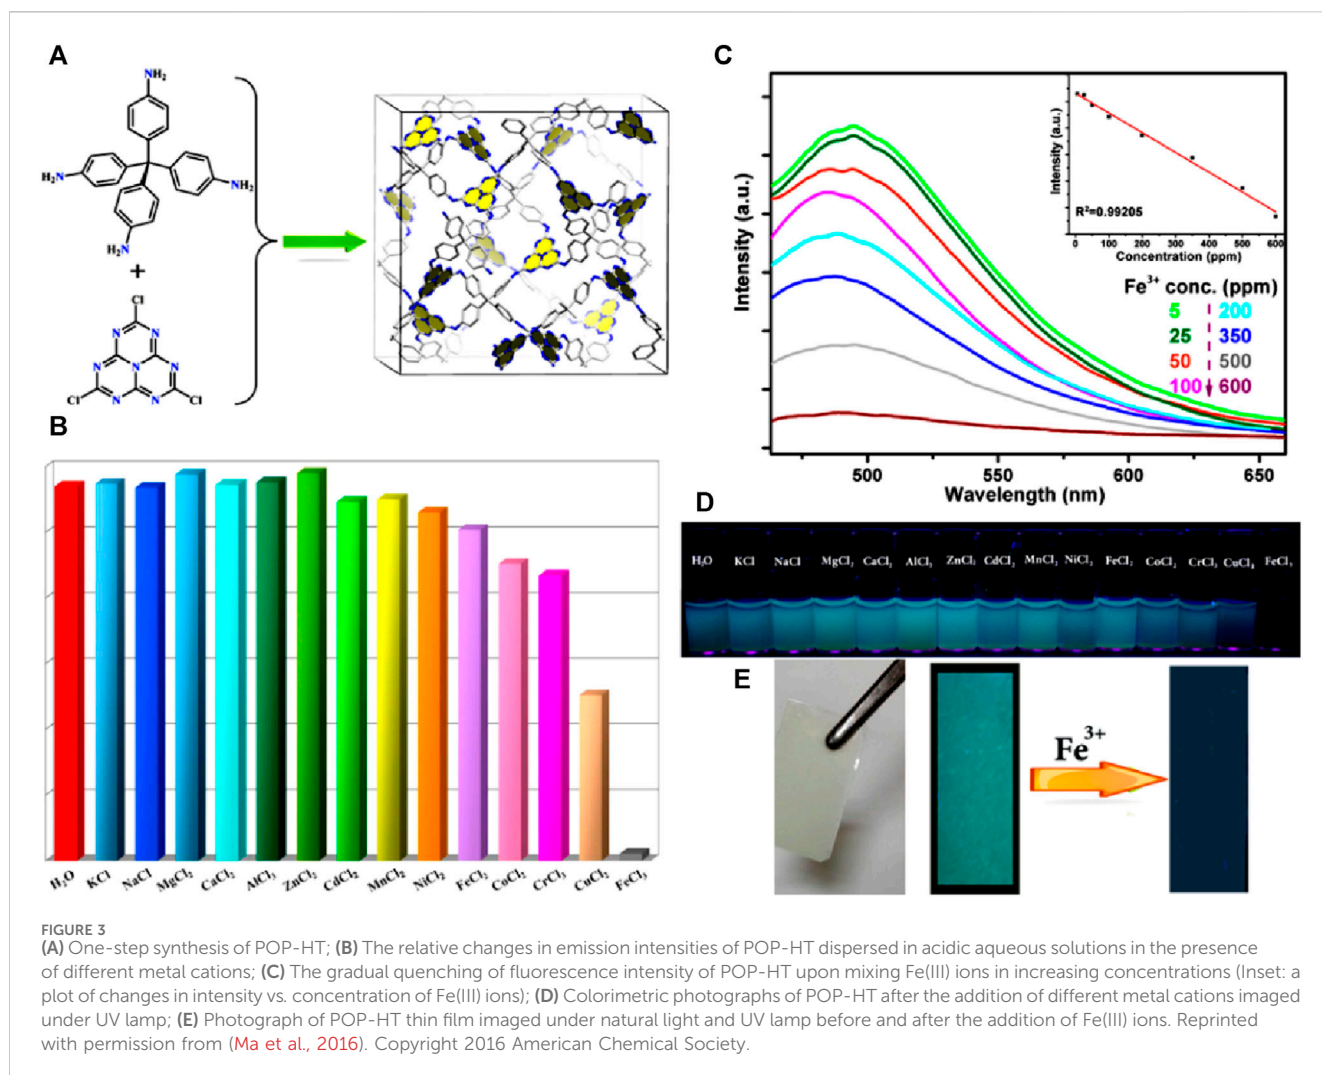 A
NH₂
H₂N
NH₂
H₂N
+
Cl
N N
N N N
N N N
Cl Cl
B
H₂O KCl NaCl MgCl₂ CaCl₂ AlCl₃ ZnCl₂ CdCl₂ MnCl₂ NiCl₂ FeCl₂ CoCl₂ CrCl₃ CuCl₂ FeCl₃
C
Intensity (a.u.)
Intensity (a.u.)
R²=0.99205
0 100 200 300 400 500 600
Concentration (ppm)
Fe³⁺ conc. (ppm)
5 200
25 350
50 500
100 600
500 550 600 650
Wavelength (nm)
D
H₂O KCl NaCl MgCl₂ CaCl₂ AlCl₃ ZnCl₂ CdCl₂ MnCl₂ NiCl₂ FeCl₂ CoCl₂ CrCl₃ FeCl₃
E
Fe³⁺
FIGURE 3
(A) One-step synthesis of POP-HT; (B) The relative changes in emission intensities of POP-HT dispersed in acidic aqueous solutions in the presence
of different metal cations; (C) The gradual quenching of fluorescence intensity of POP-HT upon mixing Fe(III) ions in increasing concentrations (Inset: a
plot of changes in intensity vs. concentration of Fe(III) ions); (D) Colorimetric photographs of POP-HT after the addition of different metal cations imaged
under UV lamp; (E) Photograph of POP-HT thin film imaged under natural light and UV lamp before and after the addition of Fe(III) ions. Reprinted
with permission from (Ma et al., 2016). Copyright 2016 American Chemical Society.